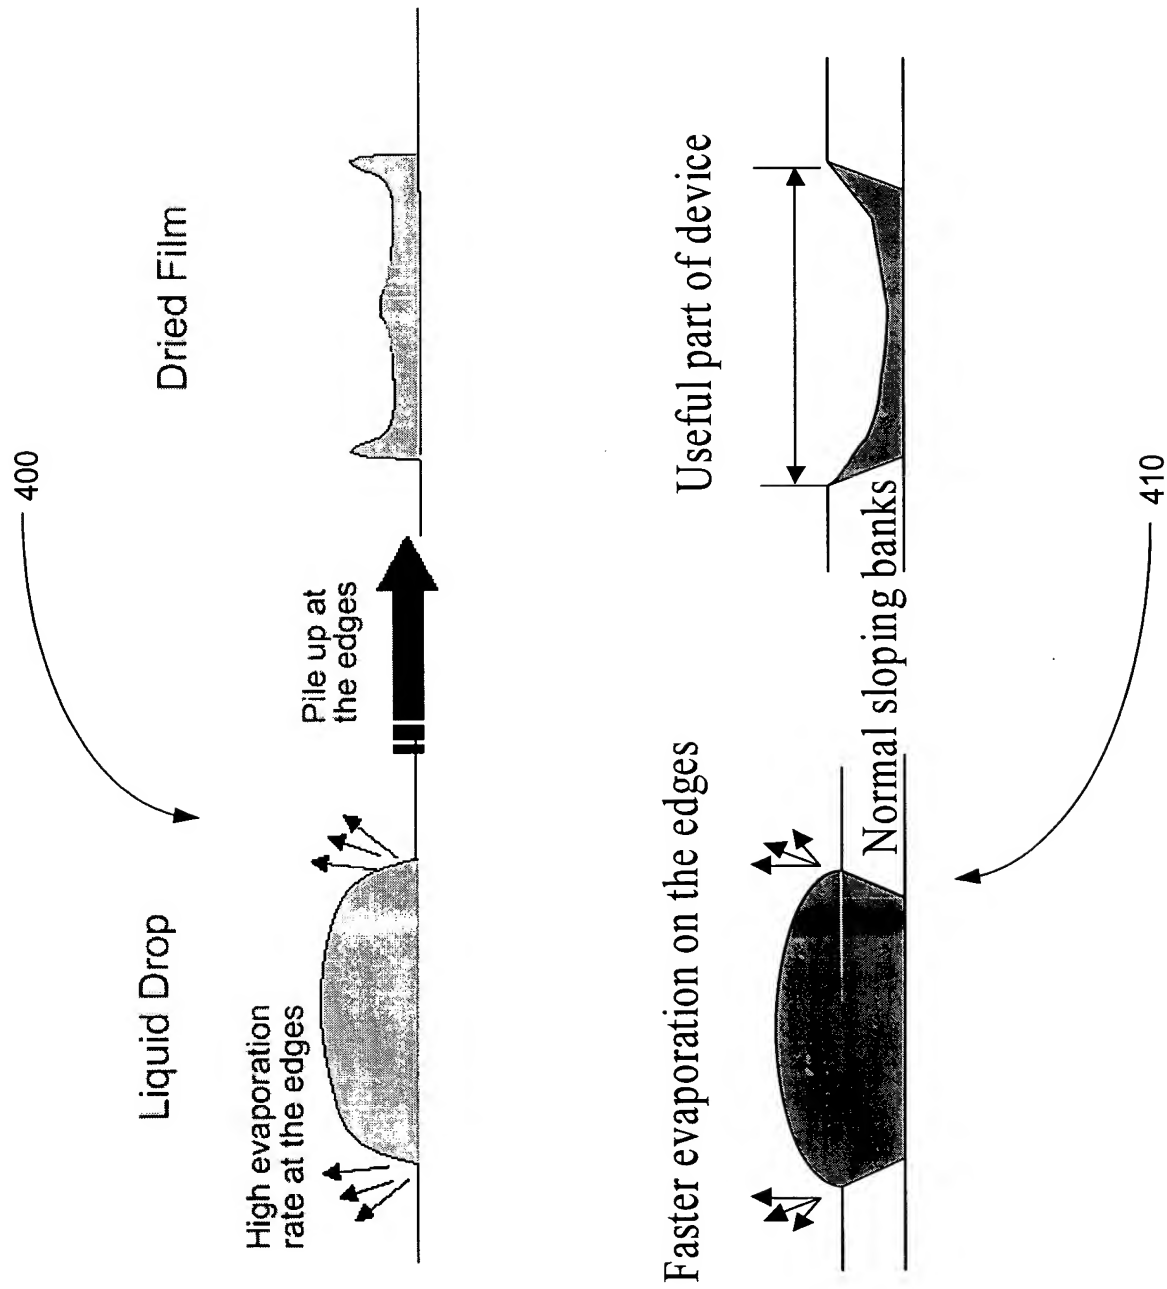 400
Liquid Drop
Dried Film
High evaporation
rate at the edges
Pile up at
the edges
Faster evaporation on the edges
Useful part of device
Normal sloping banks
410